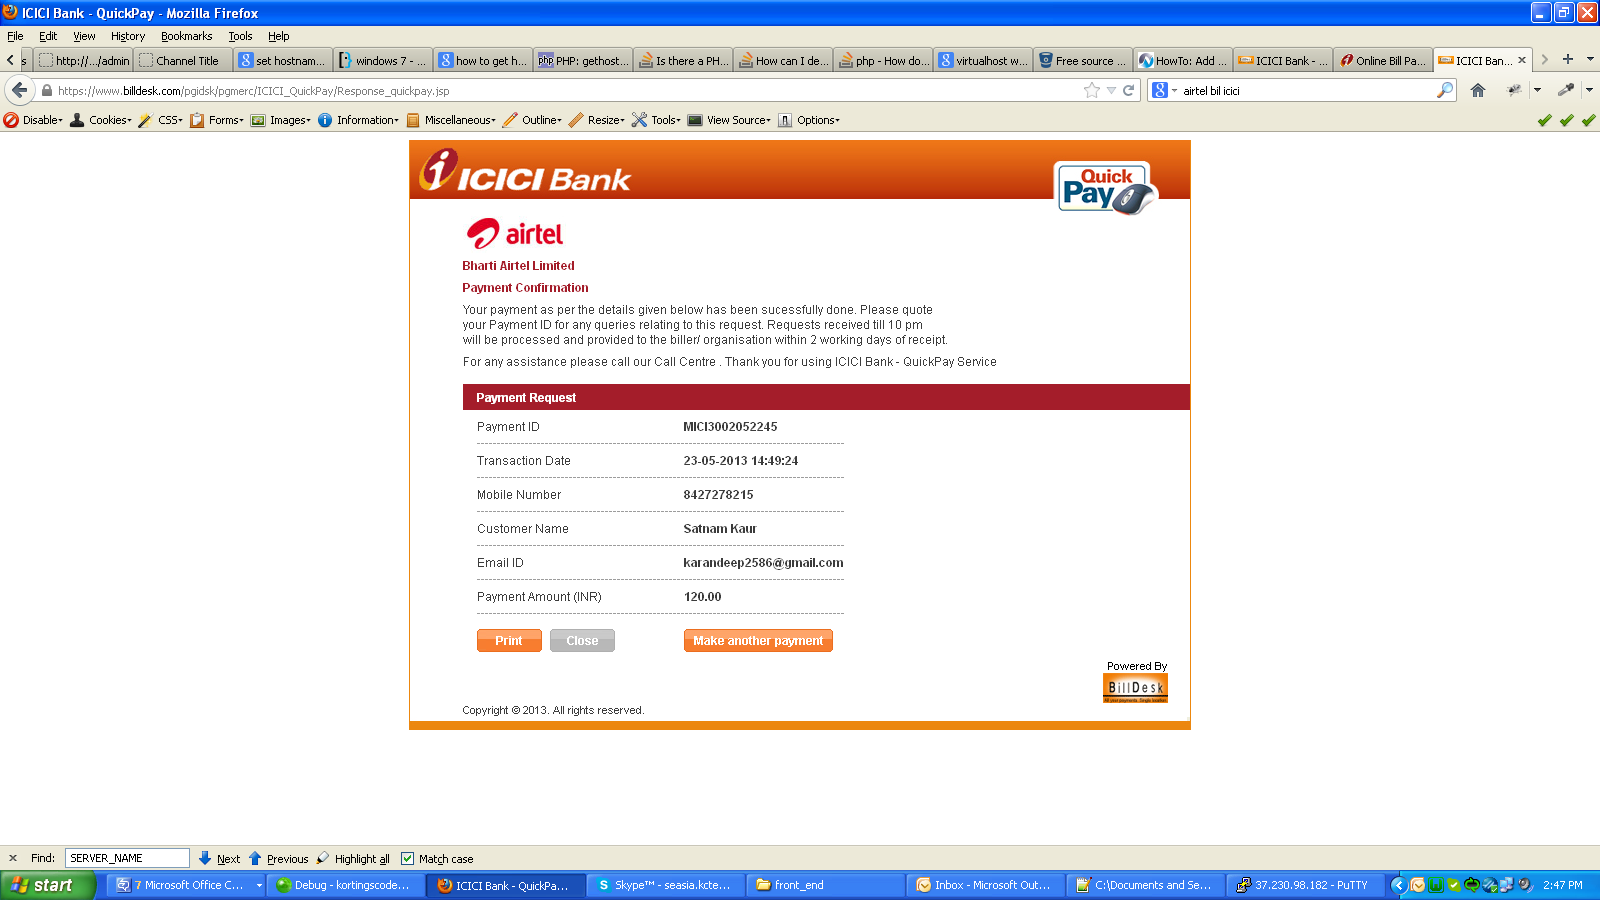 ICICI Bank - QuickPay - Mozilla Firefox
File Edit View History Bookmarks Tools Help
s http://.../admin Channel Title set hostnam... windows 7 - ... how to get h... PHP: gethost... Is there a PH... How can I de... php - How do... virtualhost w... Free source ... HowTo: Add ... ICICI Bank - ... Online Bill Pa... ICICI Ban...
https://www.billdesk.com/pgidsk/pgmerc/ICICI_QuickPay/Response_quickpay.jsp airtel bil icici
Disable Cookies CSS Forms Images Information Miscellaneous Outline Resize Tools View Source Options
ICICI Bank
Quick
Pay
airtel
Bharti Airtel Limited
Payment Confirmation
Your payment as per the details given below has been sucessfully done. Please quote
your Payment ID for any queries relating to this request. Requests received till 10 pm
will be processed and provided to the biller/ organisation within 2 working days of receipt.
For any assistance please call our Call Centre . Thank you for using ICICI Bank - QuickPay Service
Payment Request
Payment ID MICI3002052245
Transaction Date 23-05-2013 14:49:24
Mobile Number 8427278215
Customer Name Satnam Kaur
Email ID karandeep2586@gmail.com
Payment Amount (INR) 120.00
Print Close Make another payment
Powered By
BillDesk
Copyright © 2013. All rights reserved.
Find: SERVER_NAME Next Previous Highlight all Match case
start 7 Microsoft Office C... Debug - kortingscode... ICICI Bank - QuickPa... Skype™ - seasia.kcte... front_end Inbox - Microsoft Out... C:\Documents and Se... 37.230.98.182 - PuTTY 2:47 PM